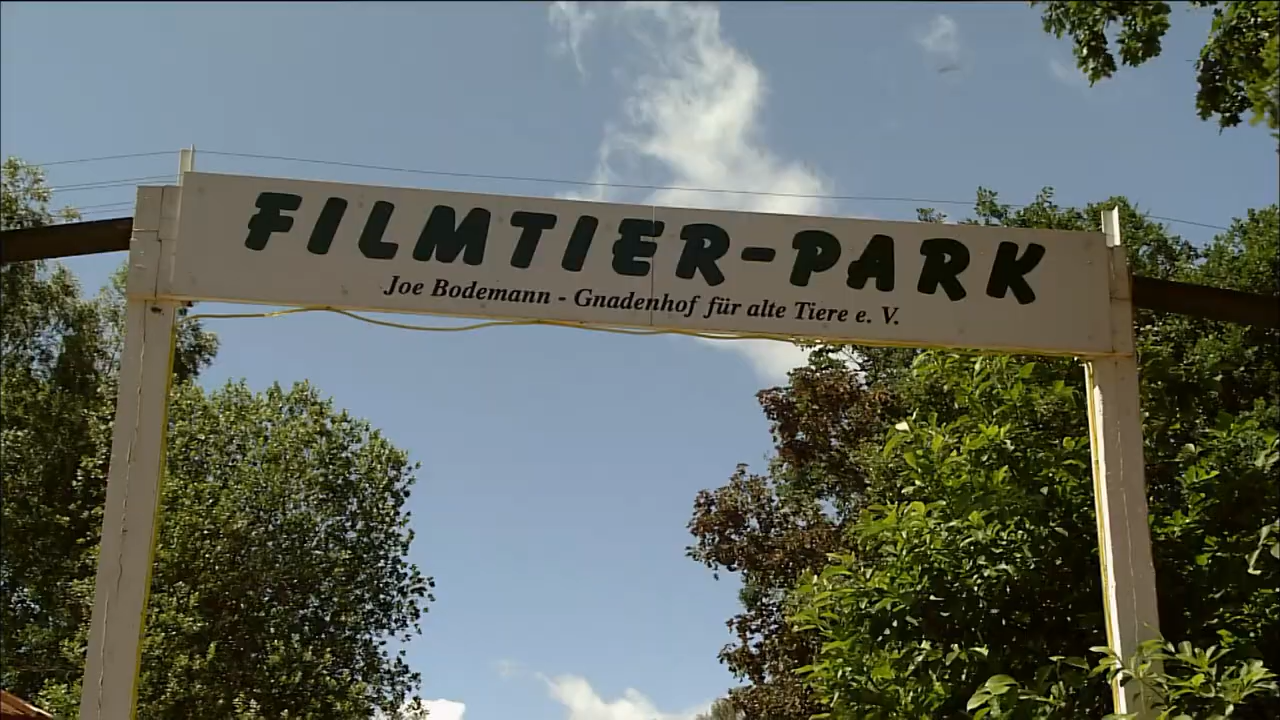 FILMTIER-PARK
Joe Bodemann - Gnadenhof für alte Tiere e. V.